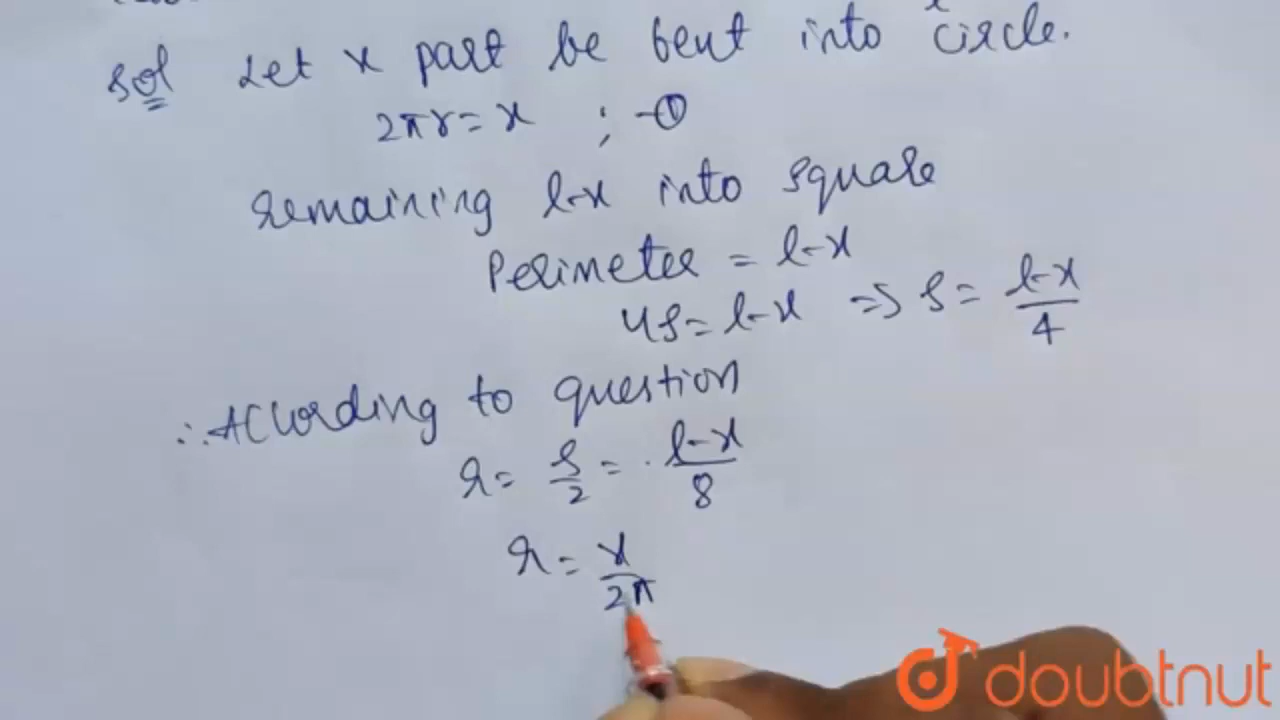 Sol Let x part be bent into circle.
2πr = x ; -①
remaining l-x into square
Perimeter = l-x
4s = l-x => s = l-x/4
∴ According to question
r = s/2 = l-x/8
r = x/2π
doubtnut